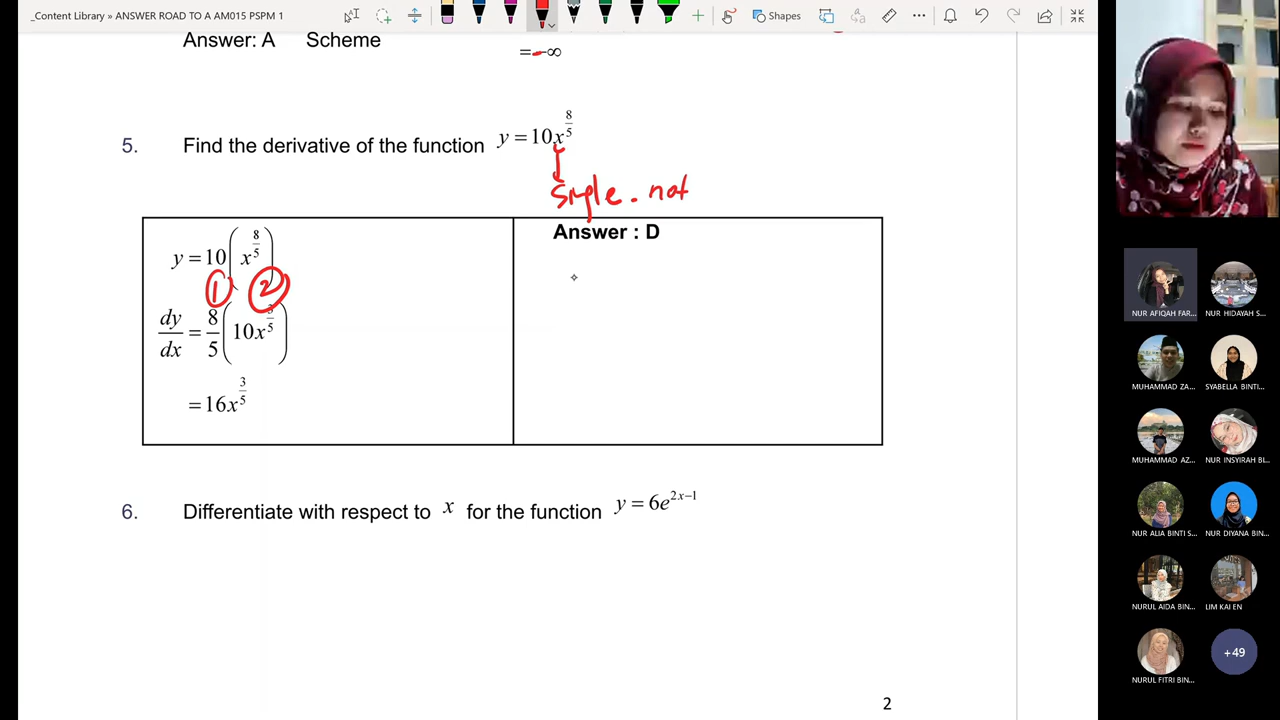 _Content Library » ANSWER ROAD TO A AM015 PSPM 1
Shapes
Answer: A Scheme
= -∞
5. Find the derivative of the function y = 10x^{8/5}
single. not
y = 10(x^{8/5})
① ②
dy/dx = 8/5 (10x^{3/5})
= 16x^{3/5}
Answer : D
6. Differentiate with respect to x for the function y = 6e^{2x−1}
2
NUR AFIQAH FAR...
NUR HIDAYAH S...
MUHAMMAD ZA...
SYABELLA BINTI...
MUHAMMAD AZ...
NUR INSYIRAH BI...
NUR ALIA BINTI S...
NUR DIYANA BIN...
NURUL AIDA BIN...
LIM KAI EN
NURUL FITRI BIN...
+49